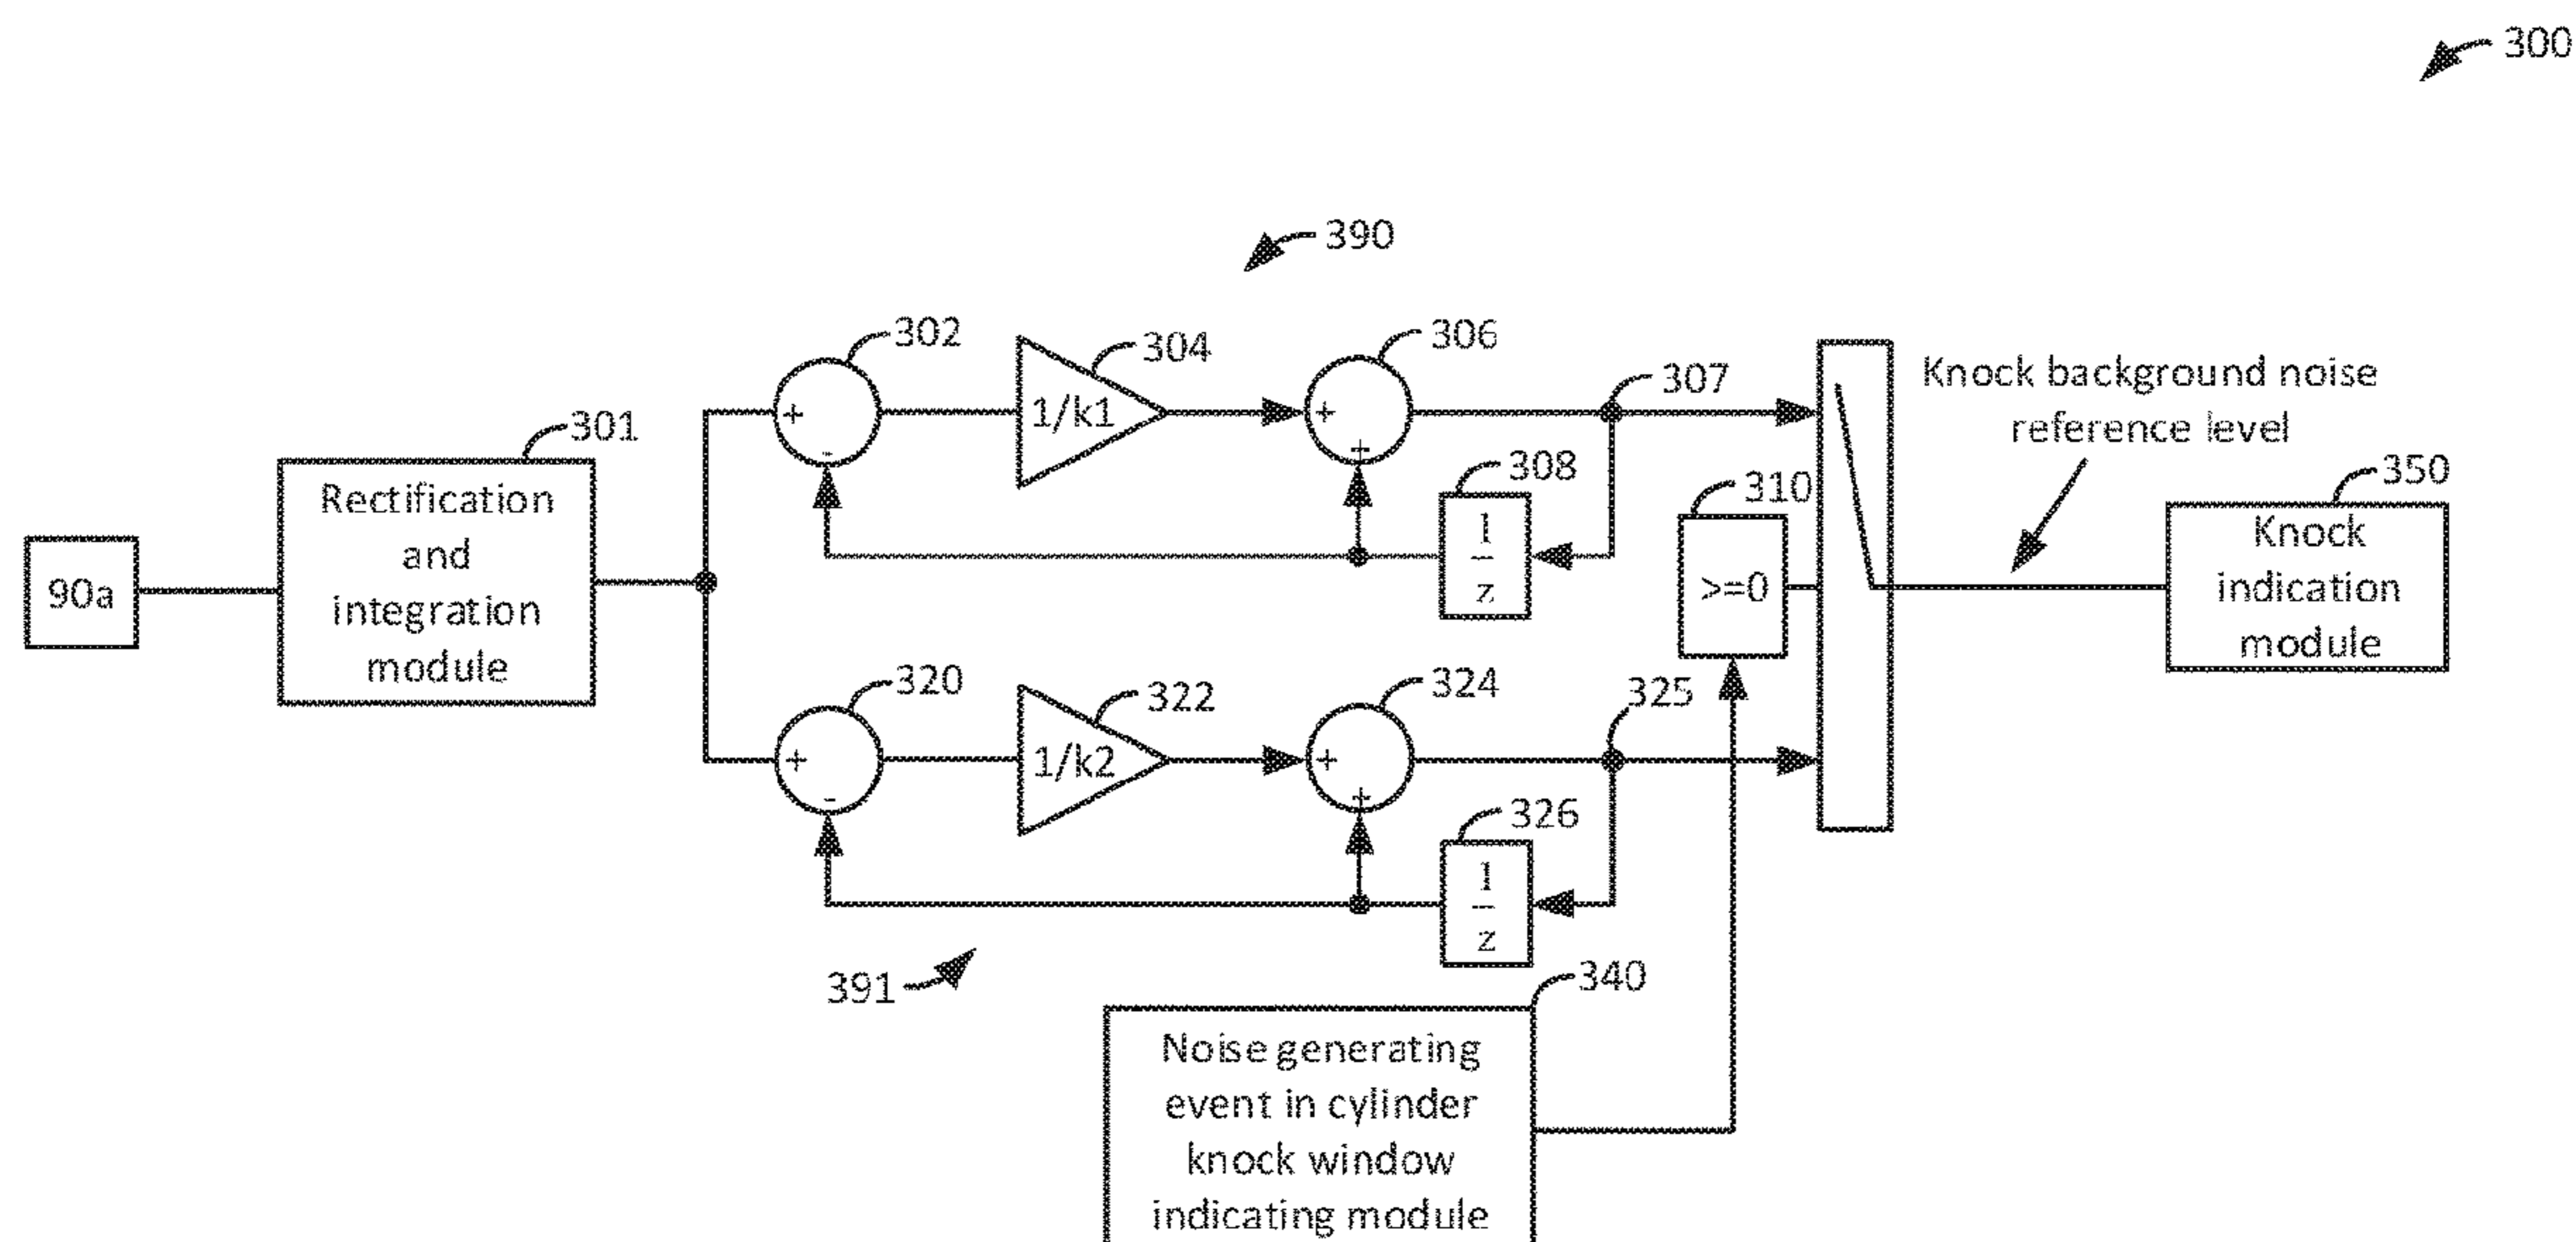 300
390
302
304
306
307
Knock background noise
reference level
301
308
310
350
Rectification
and
integration
module
90a
+
-
1/k1
+
+
1
z
>=0
Knock
indication
module
320
322
324
325
326
+
-
1/k2
+
+
1
z
391
340
Noise generating
event in cylinder
knock window
indicating module